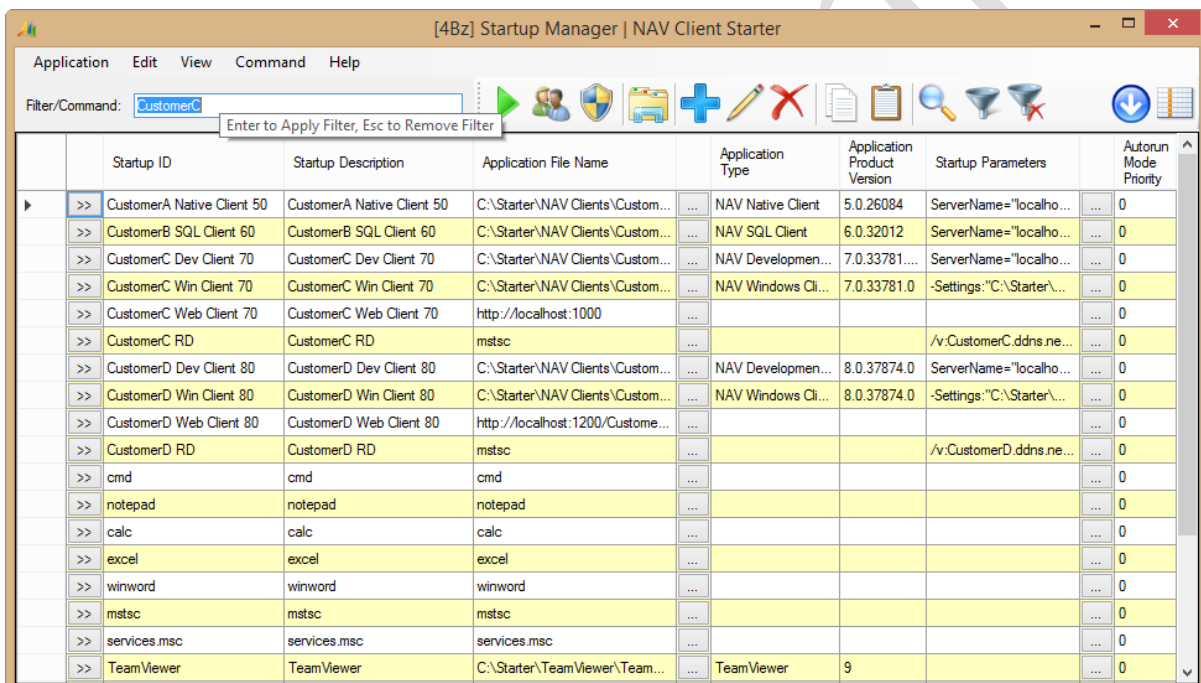 [4Bz] Startup Manager | NAV Client Starter
Application Edit View Command Help
Filter/Command: CustomerC
Enter to Apply Filter, Esc to Remove Filter
Startup ID Startup Description Application File Name Application Type Application Product Version Startup Parameters Autorun Mode Priority
>> CustomerA Native Client 50 CustomerA Native Client 50 C:\Starter\NAV Clients\Custom... ... NAV Native Client 5.0.26084 ServerName="localho... ... 0
>> CustomerB SQL Client 60 CustomerB SQL Client 60 C:\Starter\NAV Clients\Custom... ... NAV SQL Client 6.0.32012 ServerName="localho... ... 0
>> CustomerC Dev Client 70 CustomerC Dev Client 70 C:\Starter\NAV Clients\Custom... ... NAV Developmen... 7.0.33781.... ServerName="localho... ... 0
>> CustomerC Win Client 70 CustomerC Win Client 70 C:\Starter\NAV Clients\Custom... ... NAV Windows Cli... 7.0.33781.0 -Settings:"C:\Starter\... ... 0
>> CustomerC Web Client 70 CustomerC Web Client 70 http://localhost:1000 ... ... 0
>> CustomerC RD CustomerC RD mstsc ... /v:CustomerC.ddns.ne... ... 0
>> CustomerD Dev Client 80 CustomerD Dev Client 80 C:\Starter\NAV Clients\Custom... ... NAV Developmen... 8.0.37874.0 ServerName="localho... ... 0
>> CustomerD Win Client 80 CustomerD Win Client 80 C:\Starter\NAV Clients\Custom... ... NAV Windows Cli... 8.0.37874.0 -Settings:"C:\Starter\... ... 0
>> CustomerD Web Client 80 CustomerD Web Client 80 http://localhost:1200/Custome... ... ... 0
>> CustomerD RD CustomerD RD mstsc ... /v:CustomerD.ddns.ne... ... 0
>> cmd cmd cmd ... ... 0
>> notepad notepad notepad ... ... 0
>> calc calc calc ... ... 0
>> excel excel excel ... ... 0
>> winword winword winword ... ... 0
>> mstsc mstsc mstsc ... ... 0
>> services.msc services.msc services.msc ... ... 0
>> TeamViewer TeamViewer C:\Starter\TeamViewer\Team... ... TeamViewer 9 ... 0